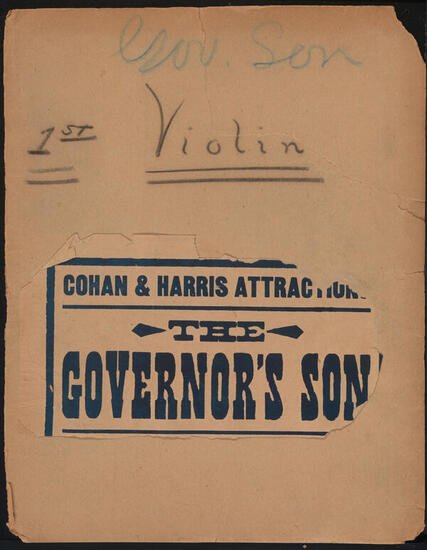 Gov. Son
1ST Violin
COHAN & HARRIS ATTRACTIONS
THE
GOVERNOR'S SON